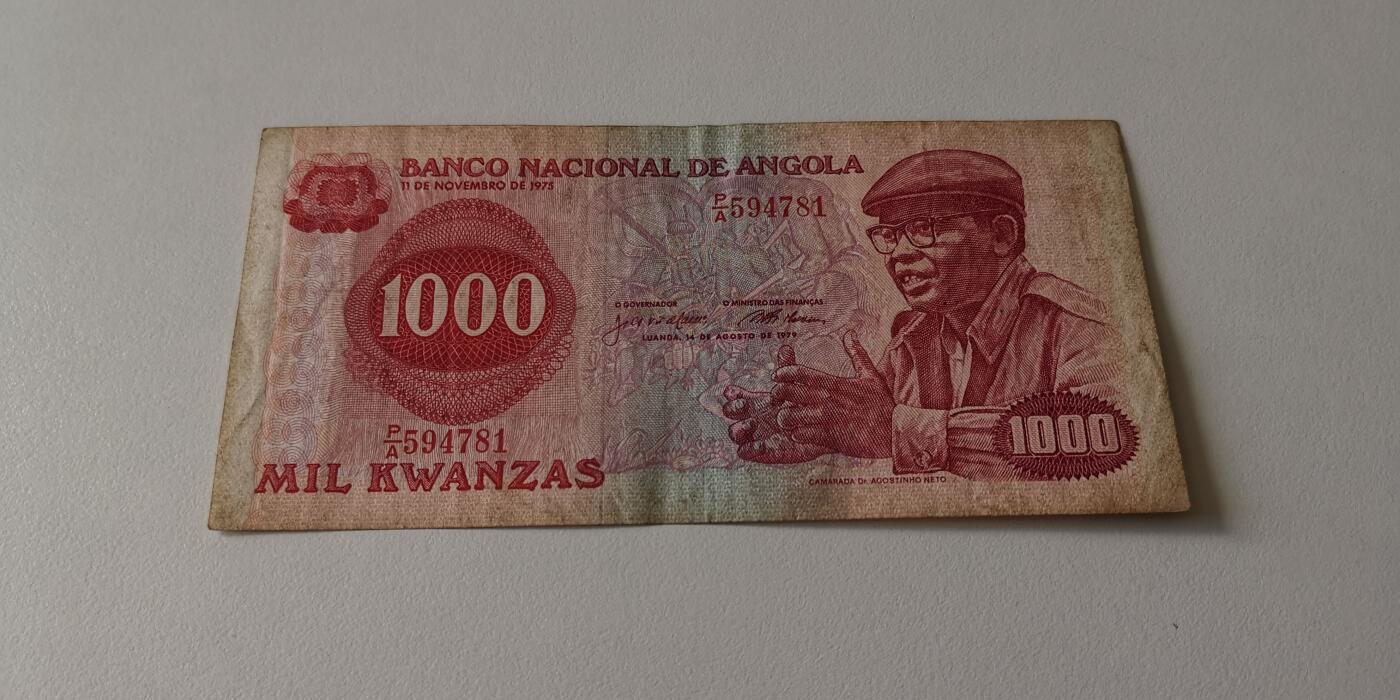 BANCO NACIONAL DE ANGOLA
11 DE NOVEMBRO DE 1975
P/A 594781
1000
O GOVERNADOR O MINISTRO DAS FINANÇAS
LUANDA, 14 DE AGOSTO DE 1979
P/A 594781
1000
MIL KWANZAS
CAMARADA Dr. AGOSTINHO NETO